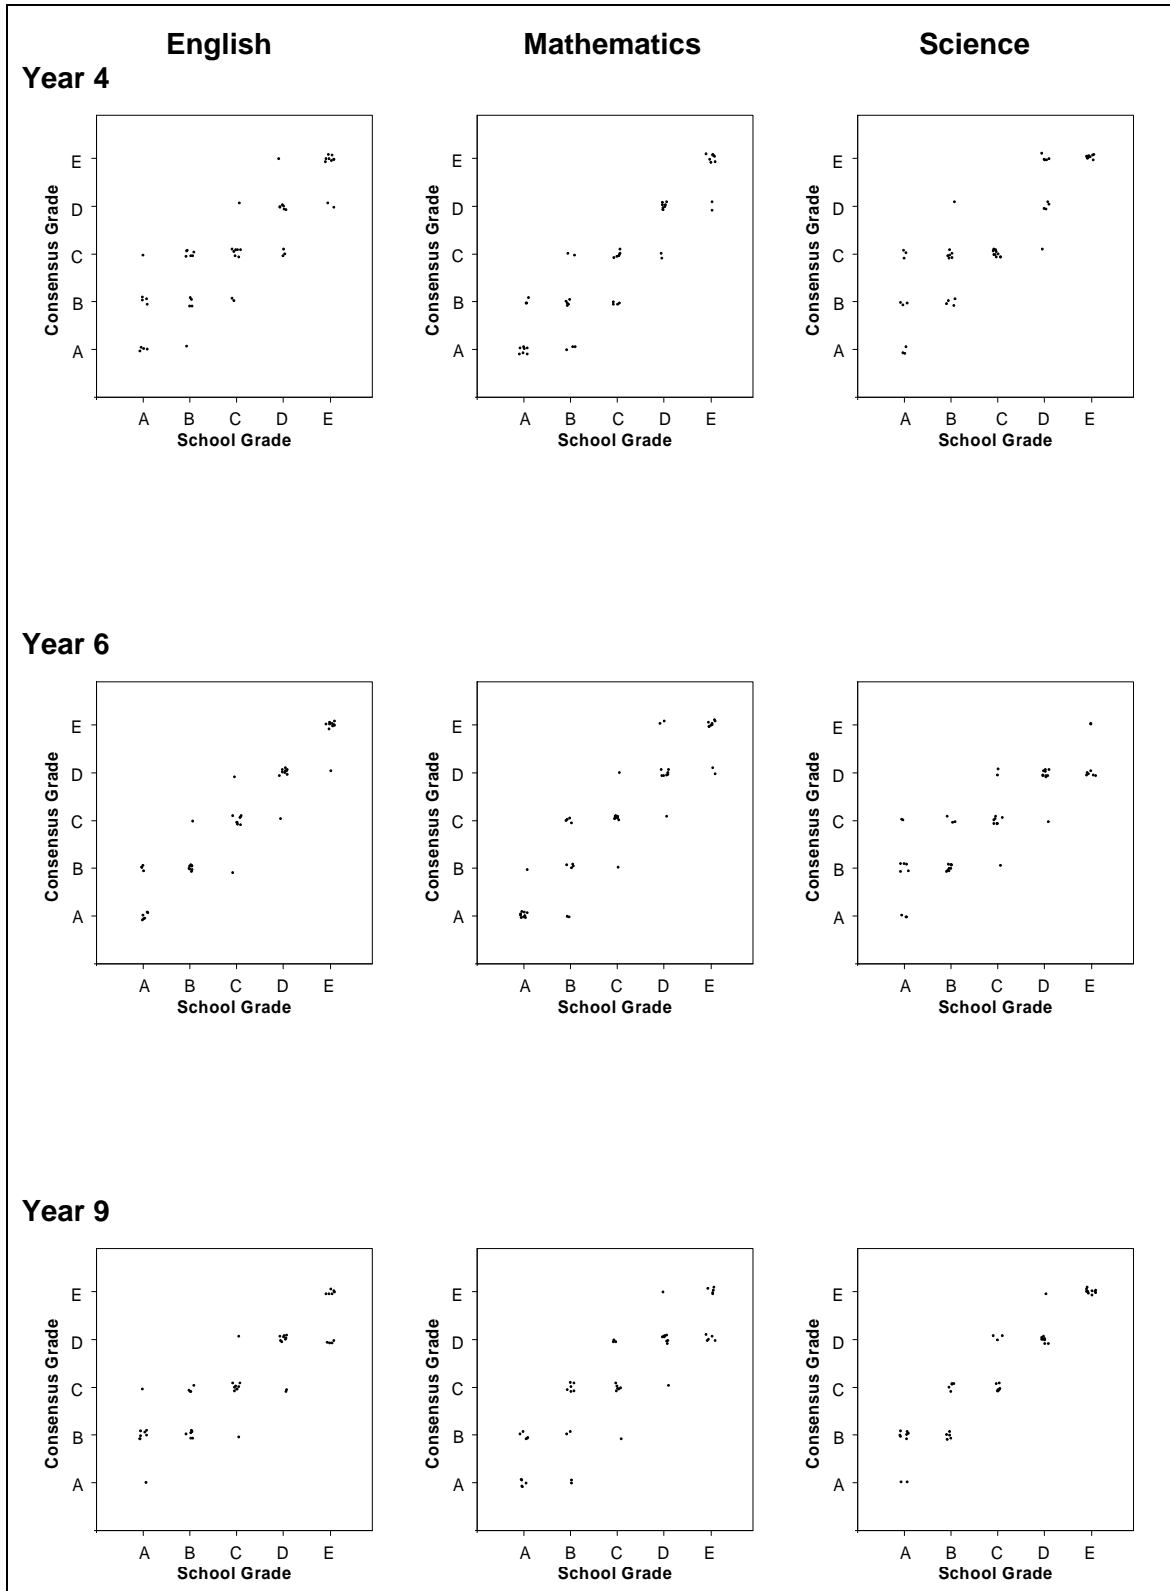 English Mathematics Science
Year 4
E E E
D D D
C C C
B B B
A A A
Consensus Grade Consensus Grade Consensus Grade
A B C D E A B C D E A B C D E
School Grade School Grade School Grade
Year 6
E E E
D D D
C C C
B B B
A A A
Consensus Grade Consensus Grade Consensus Grade
A B C D E A B C D E A B C D E
School Grade School Grade School Grade
Year 9
E E E
D D D
C C C
B B B
A A A
Consensus Grade Consensus Grade Consensus Grade
A B C D E A B C D E A B C D E
School Grade School Grade School Grade